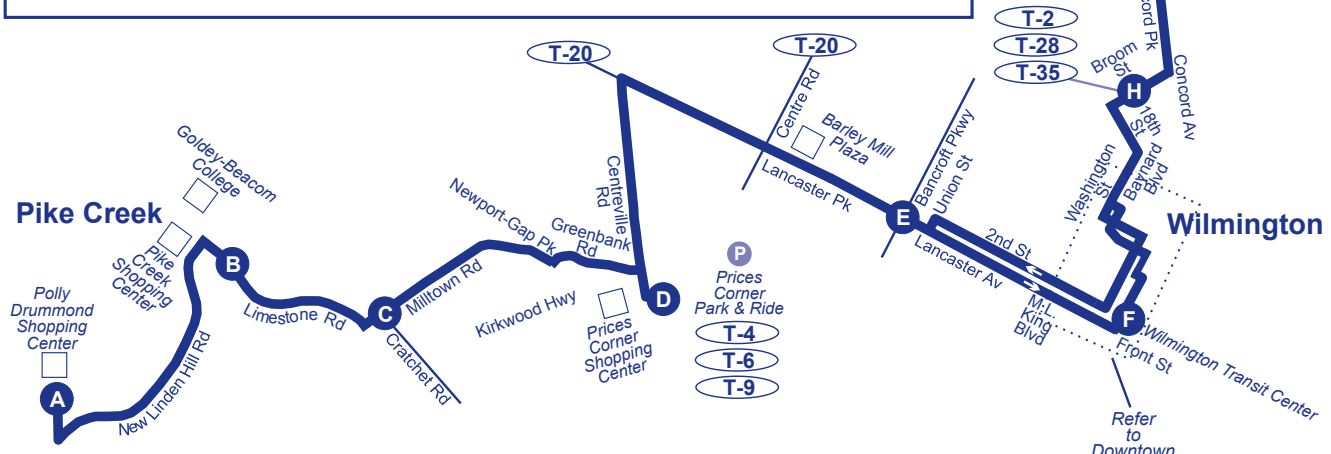 T-2
T-28
T-35
T-20
T-20
Broom
St
Concord Av
18th
St
Centre Rd
Barley Mill
Plaza
Bancroft Pkwy
Union St
Washington
St
Baynard
Blvd
H
Goldey-Beacom
College
Pike Creek
Pike
Creek
Shopping
Center
B
Polly
Drummond
Shopping
Center
A
New Linden Hill Rd
Limestone Rd
C
Cratchet Rd
Milltown Rd
Newport-Gap Pk
Greenbank
Rd
Centreville
Rd
Kirkwood Hwy
Prices
Corner
Shopping
Center
D
P
Prices
Corner
Park & Ride
T-4
T-6
T-9
Lancaster Pk
E
2nd St
Lancaster Av
M.L.
King
Blvd
F
Front St
Wilmington
Wilmington Transit Center
Refer
to
Downtown